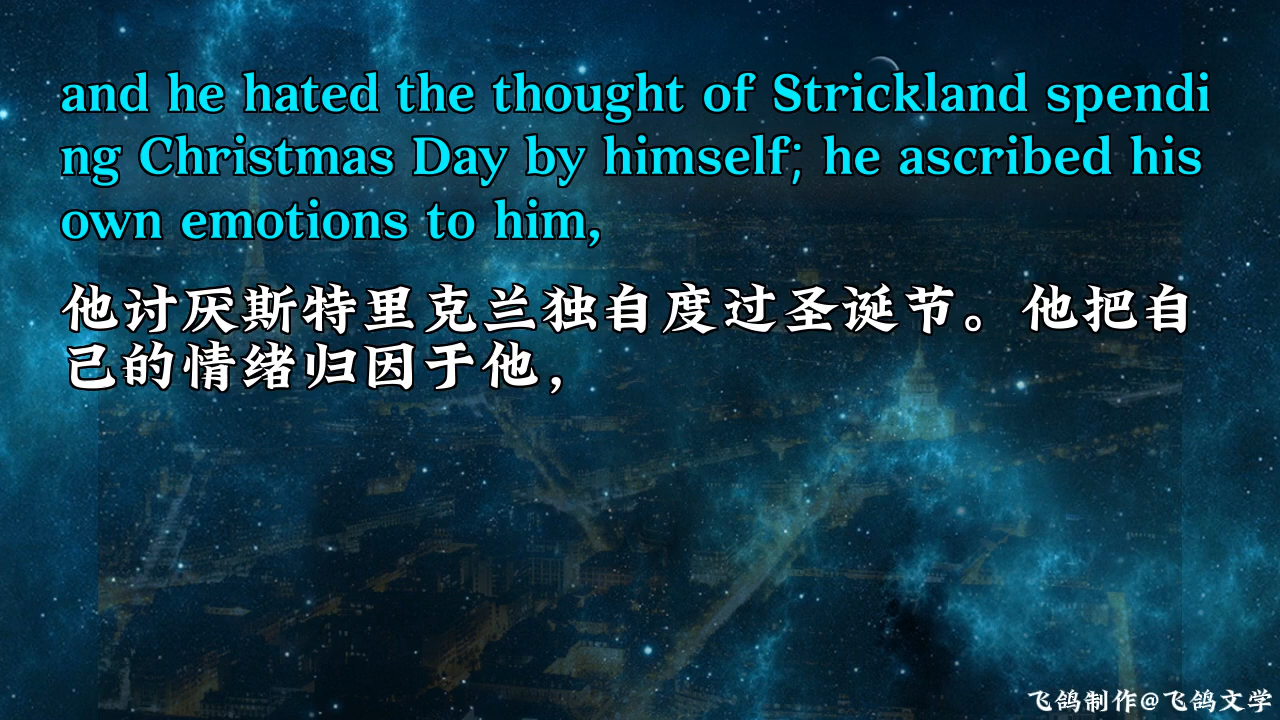 and he hated the thought of Strickland spendi
ng Christmas Day by himself; he ascribed his
own emotions to him,
他讨厌斯特里克兰独自度过圣诞节。他把自
己的情绪归因于他，
飞鸽制作@飞鸽文学